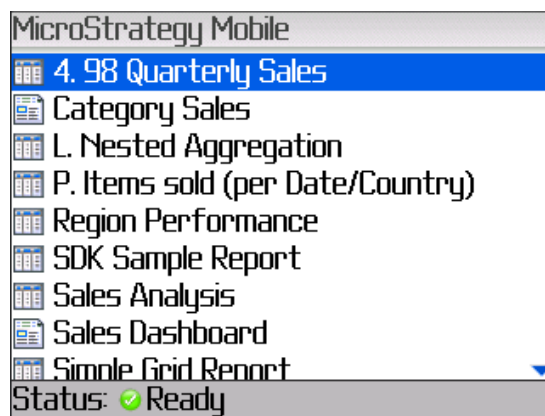 MicroStrategy Mobile
4. 98 Quarterly Sales
Category Sales
L. Nested Aggregation
P. Items sold (per Date/Country)
Region Performance
SDK Sample Report
Sales Analysis
Sales Dashboard
Simple Grid Report
Status: Ready